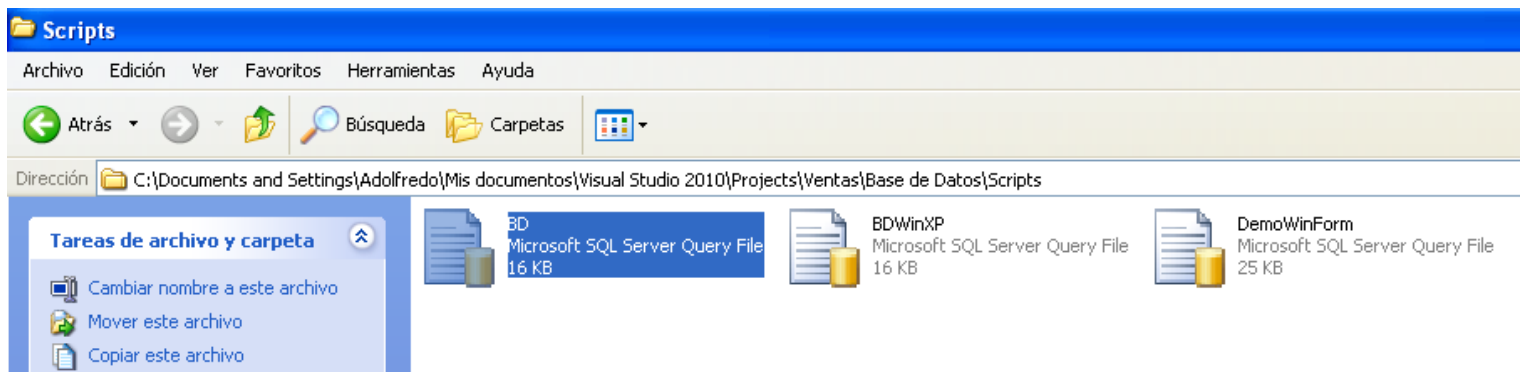 Scripts
Archivo Edición Ver Favoritos Herramientas Ayuda
Atrás Búsqueda Carpetas
Dirección C:\Documents and Settings\Adolfredo\Mis documentos\Visual Studio 2010\Projects\Ventas\Base de Datos\Scripts
Tareas de archivo y carpeta
Cambiar nombre a este archivo
Mover este archivo
Copiar este archivo
BD
Microsoft SQL Server Query File
16 KB
BDWinXP
Microsoft SQL Server Query File
16 KB
DemoWinForm
Microsoft SQL Server Query File
25 KB